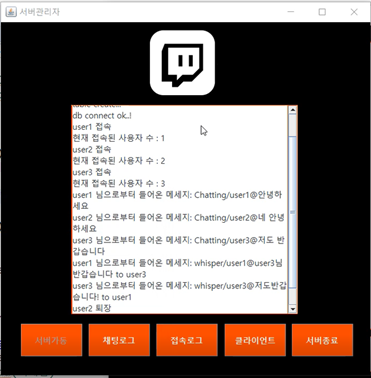 서버관리자
table create...
db connect ok..!
user1 접속
현재 접속된 사용자 수 : 1
user2 접속
현재 접속된 사용자 수 : 2
user3 접속
현재 접속된 사용자 수 : 3
user1 님으로부터 들어온 메세지: Chatting/user1@안녕하
세요
user2 님으로부터 들어온 메세지: Chatting/user2@네 안녕
하세요
user3 님으로부터 들어온 메세지: Chatting/user3@저도 반
갑습니다
user1 님으로부터 들어온 메세지: whisper/user1@user3님
반갑습니다 to user3
user3 님으로부터 들어온 메세지: whisper/user3@저도반갑
습니다! to user1
user2 퇴장
서버가동
채팅로그
접속로그
클라이언트
서버종료